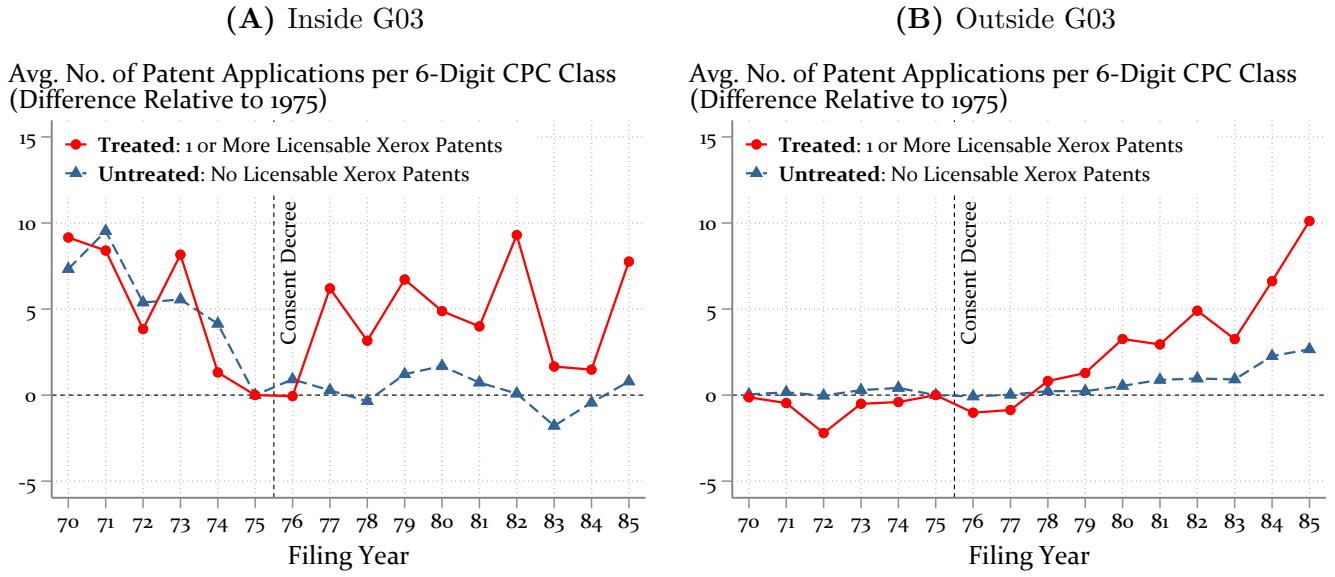 (A) Inside G03
Avg. No. of Patent Applications per 6-Digit CPC Class
(Difference Relative to 1975)
15
10
5
0
-5
Treated: 1 or More Licensable Xerox Patents
Untreated: No Licensable Xerox Patents
Consent Decree
70 71 72 73 74 75 76 77 78 79 80 81 82 83 84 85
Filing Year
(B) Outside G03
Avg. No. of Patent Applications per 6-Digit CPC Class
(Difference Relative to 1975)
15
10
5
0
-5
Treated: 1 or More Licensable Xerox Patents
Untreated: No Licensable Xerox Patents
Consent Decree
70 71 72 73 74 75 76 77 78 79 80 81 82 83 84 85
Filing Year